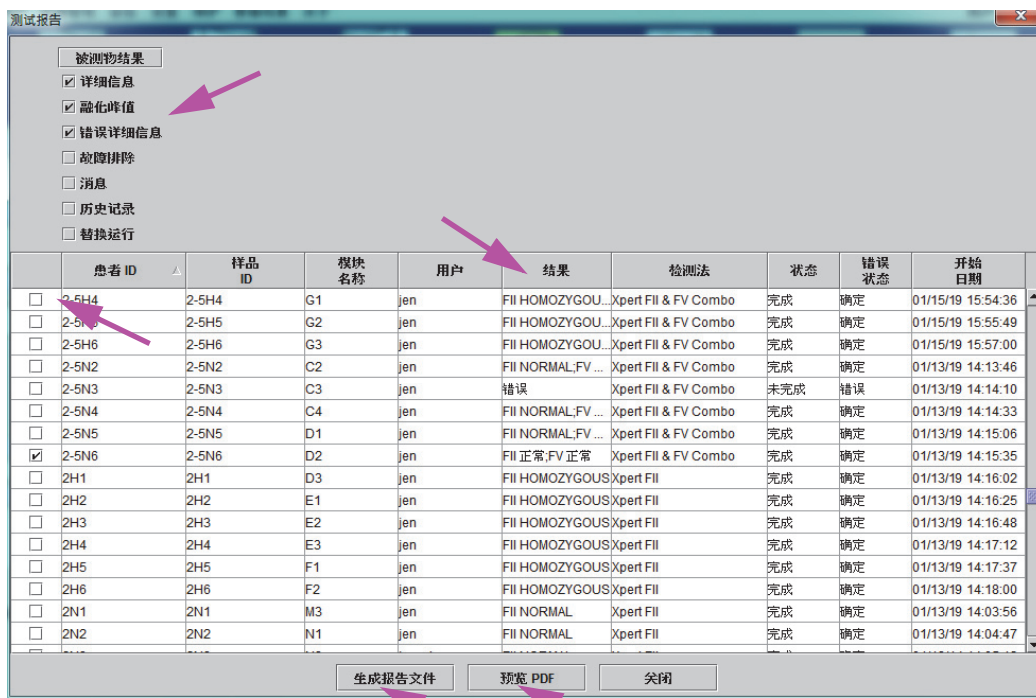 测试报告
被测物结果
详细信息
融化峰值
错误详细信息
故障排除
消息
历史记录
替换运行
患者 ID 样品 ID 模块 名称 用户 结果 检测法 状态 错误 状态 开始 日期
2-5H4 2-5H4 G1 jen FII HOMOZYGOU... Xpert FII & FV Combo 完成 确定 01/15/19 15:54:36
2-5H5 G2 jen FII HOMOZYGOU... Xpert FII & FV Combo 完成 确定 01/15/19 15:55:49
2-5H6 2-5H6 G3 jen FII HOMOZYGOU... Xpert FII & FV Combo 完成 确定 01/15/19 15:57:00
2-5N2 2-5N2 C2 jen FII NORMAL;FV ... Xpert FII & FV Combo 完成 确定 01/13/19 14:13:46
2-5N3 2-5N3 C3 jen 错误 Xpert FII & FV Combo 未完成 错误 01/13/19 14:14:10
2-5N4 2-5N4 C4 jen FII NORMAL;FV ... Xpert FII & FV Combo 完成 确定 01/13/19 14:14:33
2-5N5 2-5N5 D1 jen FII NORMAL;FV ... Xpert FII & FV Combo 完成 确定 01/13/19 14:15:06
2-5N6 2-5N6 D2 jen FII 正常;FV 正常 Xpert FII & FV Combo 完成 确定 01/13/19 14:15:35
2H1 2H1 D3 jen FII HOMOZYGOUS Xpert FII 完成 确定 01/13/19 14:16:02
2H2 2H2 E1 jen FII HOMOZYGOUS Xpert FII 完成 确定 01/13/19 14:16:25
2H3 2H3 E2 jen FII HOMOZYGOUS Xpert FII 完成 确定 01/13/19 14:16:48
2H4 2H4 E3 jen FII HOMOZYGOUS Xpert FII 完成 确定 01/13/19 14:17:12
2H5 2H5 F1 jen FII HOMOZYGOUS Xpert FII 完成 确定 01/13/19 14:17:37
2H6 2H6 F2 jen FII HOMOZYGOUS Xpert FII 完成 确定 01/13/19 14:18:00
2N1 2N1 M3 jen FII NORMAL Xpert FII 完成 确定 01/13/19 14:03:56
2N2 2N2 N1 jen FII NORMAL Xpert FII 完成 确定 01/13/19 14:04:47
生成报告文件 预览 PDF 关闭